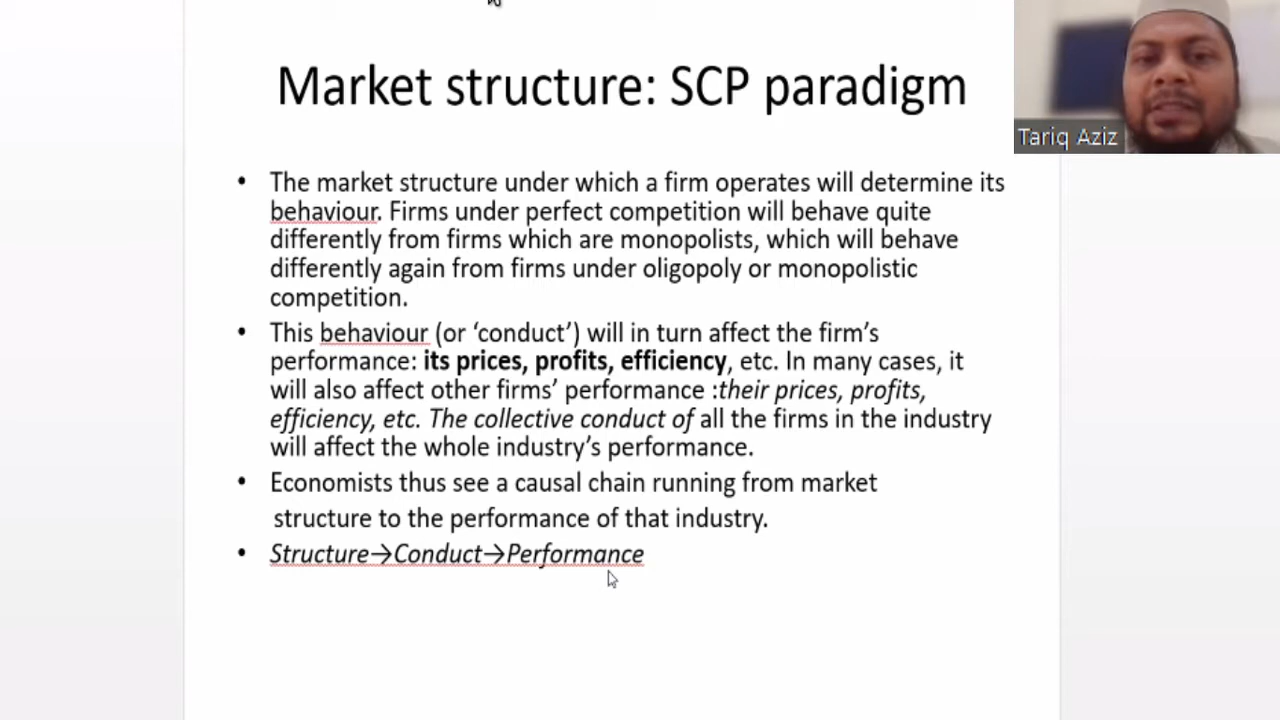 Market structure: SCP paradigm
Tariq Aziz
• The market structure under which a firm operates will determine its
behaviour. Firms under perfect competition will behave quite
differently from firms which are monopolists, which will behave
differently again from firms under oligopoly or monopolistic
competition.
• This behaviour (or ‘conduct’) will in turn affect the firm’s
performance: its prices, profits, efficiency, etc. In many cases, it
will also affect other firms’ performance :their prices, profits,
efficiency, etc. The collective conduct of all the firms in the industry
will affect the whole industry’s performance.
• Economists thus see a causal chain running from market
structure to the performance of that industry.
• Structure→Conduct→Performance